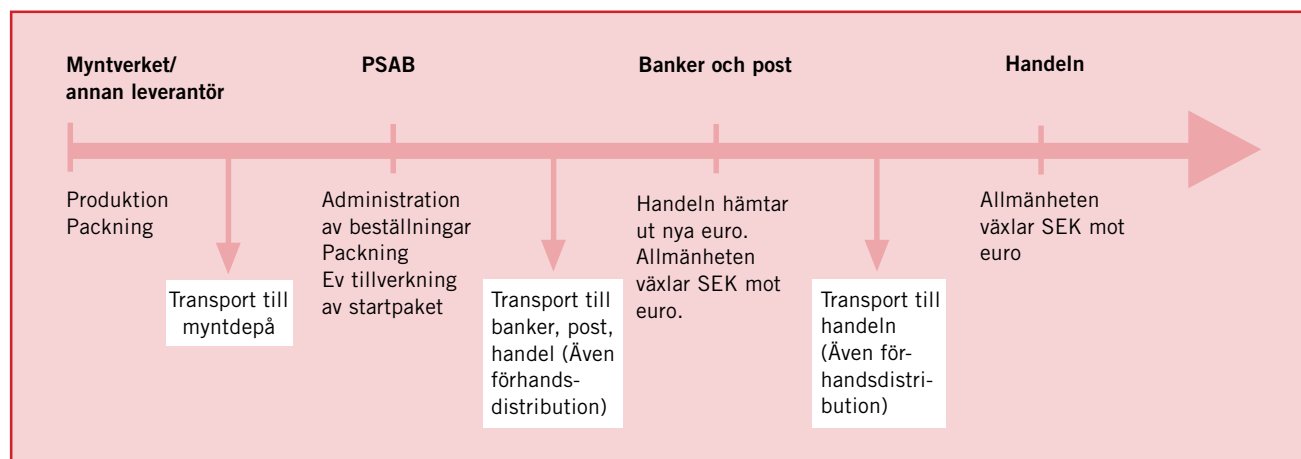 Myntverket/
annan leverantör
PSAB
Banker och post
Handeln
Produktion
Packning
Transport till
myntdepå
Administration
av beställningar
Packning
Ev tillverkning
av startpaket
Transport till
banker, post,
handel (Även
förhands-
distribution)
Handeln hämtar
ut nya euro.
Allmänheten
växlar SEK mot
euro.
Transport till
handeln
(Även för-
handsdistri-
bution)
Allmänheten
växlar SEK mot
euro